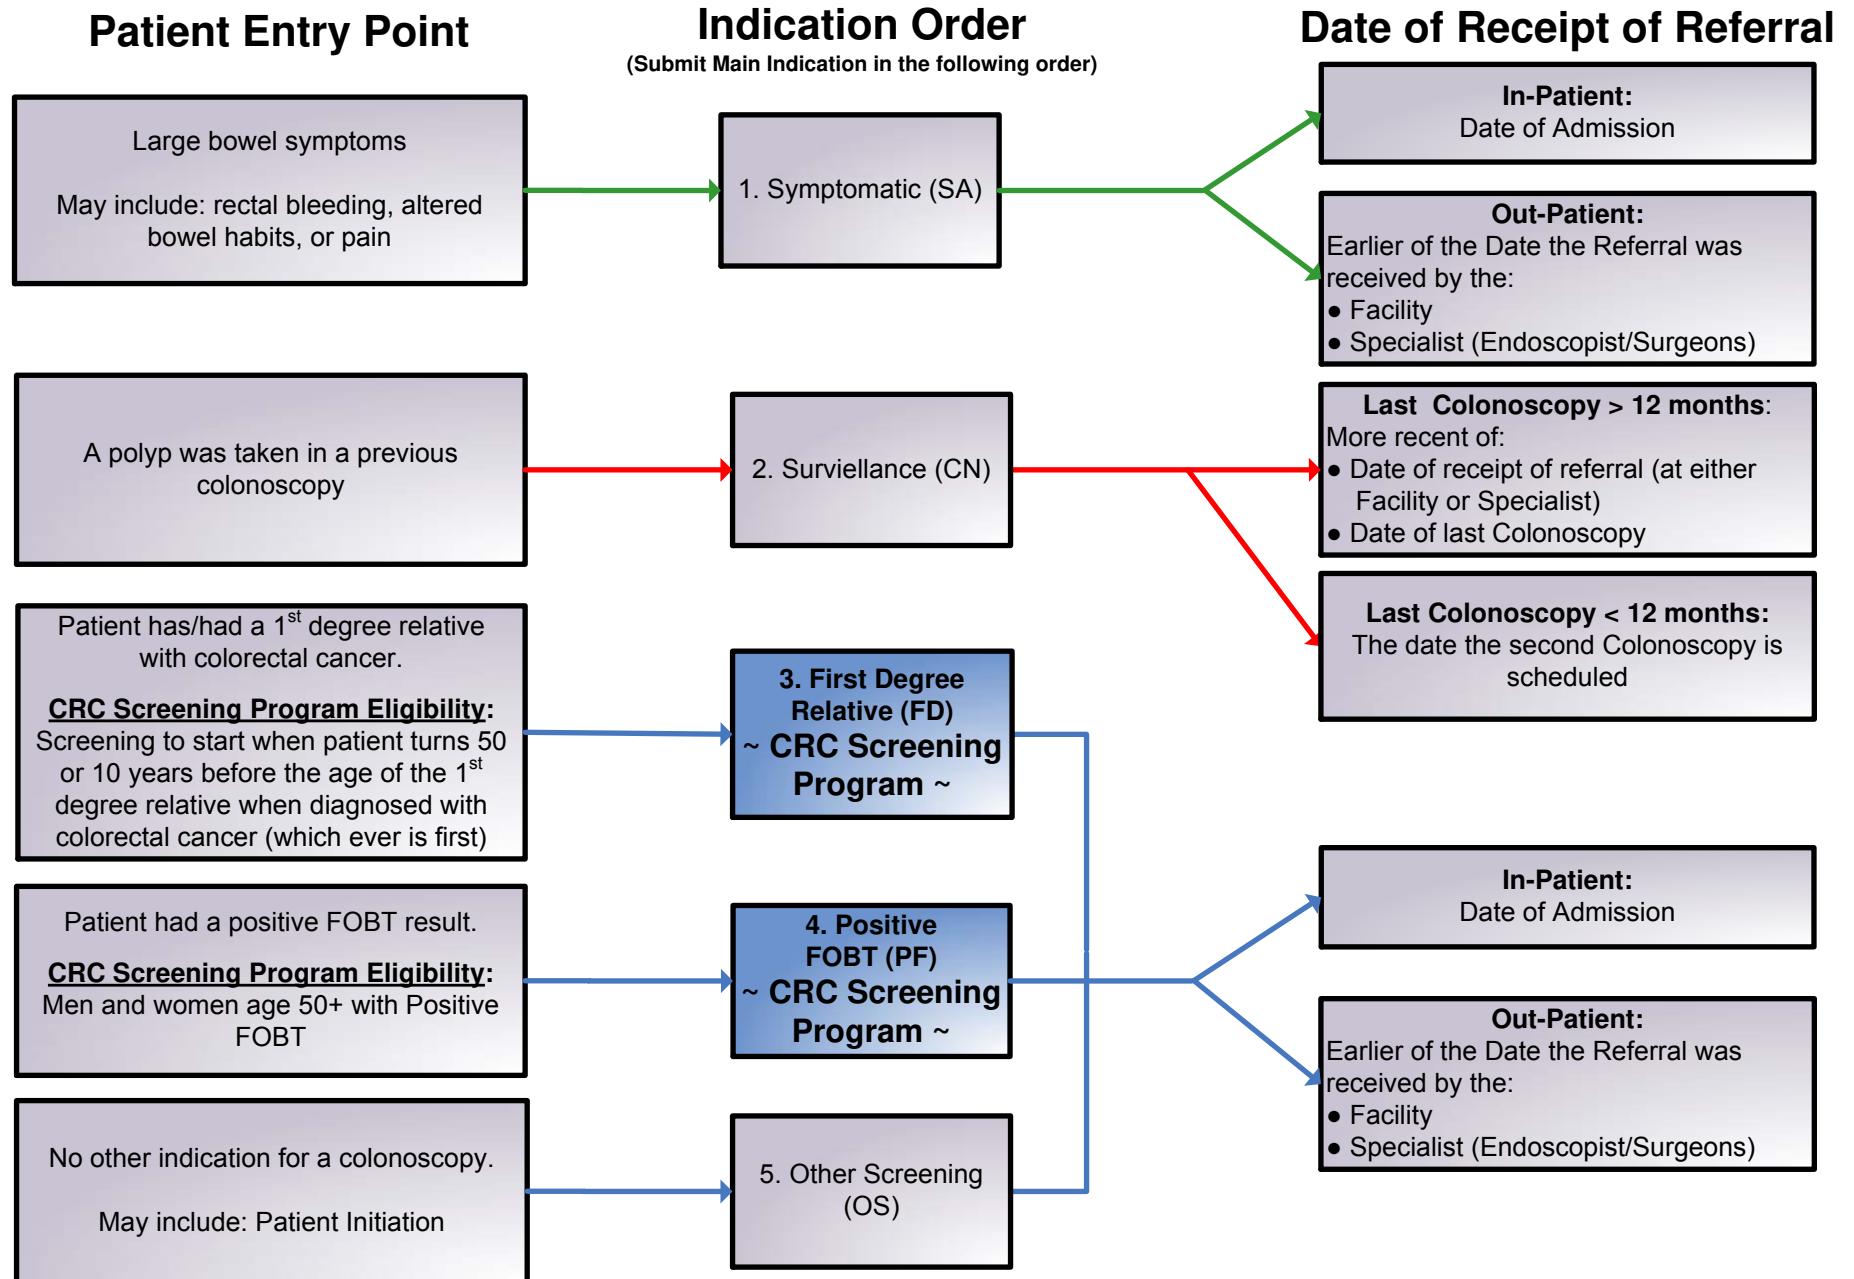 Patient Entry Point
Indication Order
(Submit Main Indication in the following order)
Date of Receipt of Referral
Large bowel symptoms
May include: rectal bleeding, altered
bowel habits, or pain
1. Symptomatic (SA)
In-Patient:
Date of Admission
Out-Patient:
Earlier of the Date the Referral was
received by the:
● Facility
● Specialist (Endoscopist/Surgeons)
A polyp was taken in a previous
colonoscopy
2. Surviellance (CN)
Last  Colonoscopy > 12 months:
More recent of:
● Date of receipt of referral (at either
Facility or Specialist)
● Date of last Colonoscopy
Last Colonoscopy < 12 months:
The date the second Colonoscopy is
scheduled
Patient has/had a 1st degree relative
with colorectal cancer.
CRC Screening Program Eligibility:
Screening to start when patient turns 50
or 10 years before the age of the 1st
degree relative when diagnosed with
colorectal cancer (which ever is first)
3. First Degree
Relative (FD)
~ CRC Screening
Program ~
Patient had a positive FOBT result.
CRC Screening Program Eligibility:
Men and women age 50+ with Positive
FOBT
4. Positive
FOBT (PF)
~ CRC Screening
Program ~
In-Patient:
Date of Admission
Out-Patient:
Earlier of the Date the Referral was
received by the:
● Facility
● Specialist (Endoscopist/Surgeons)
No other indication for a colonoscopy.
May include: Patient Initiation
5. Other Screening
(OS)